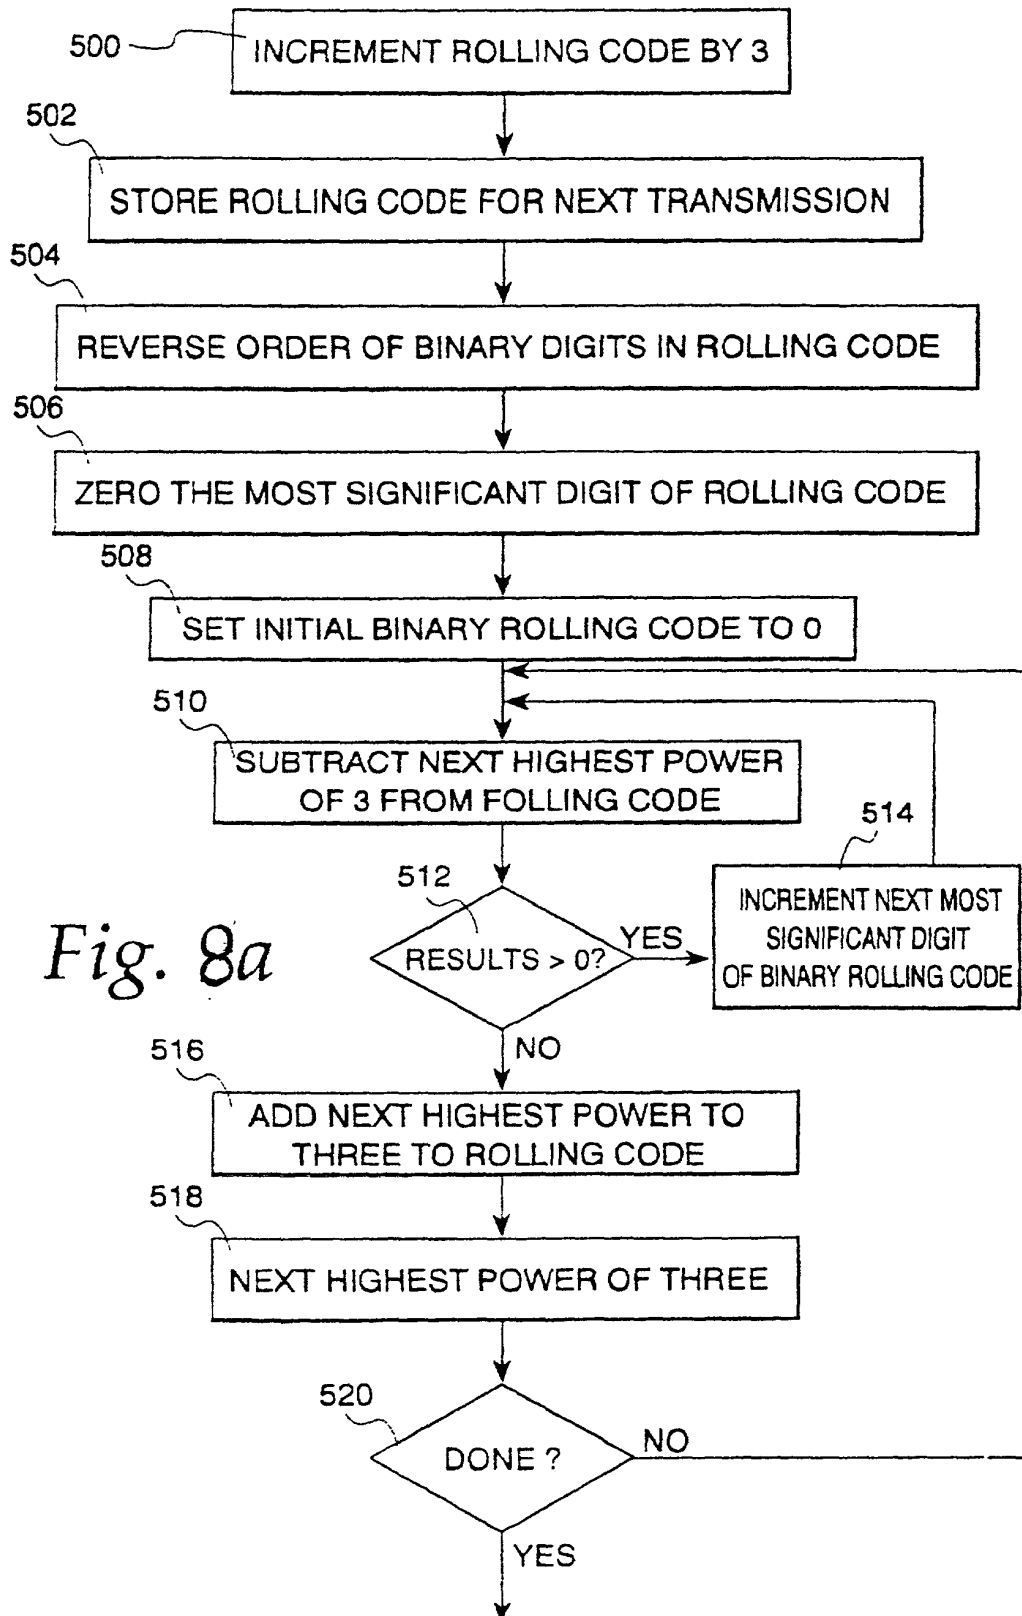 500
INCREMENT ROLLING CODE BY 3
502
STORE ROLLING CODE FOR NEXT TRANSMISSION
504
REVERSE ORDER OF BINARY DIGITS IN ROLLING CODE
506
ZERO THE MOST SIGNIFICANT DIGIT OF ROLLING CODE
508
SET INITIAL BINARY ROLLING CODE TO 0
510
SUBTRACT NEXT HIGHEST POWER
OF 3 FROM FOLLING CODE
512
RESULTS > 0?
YES
514
INCREMENT NEXT MOST
SIGNIFICANT DIGIT
OF BINARY ROLLING CODE
Fig. 8a
NO
516
ADD NEXT HIGHEST POWER TO
THREE TO ROLLING CODE
518
NEXT HIGHEST POWER OF THREE
520
DONE ?
NO
YES